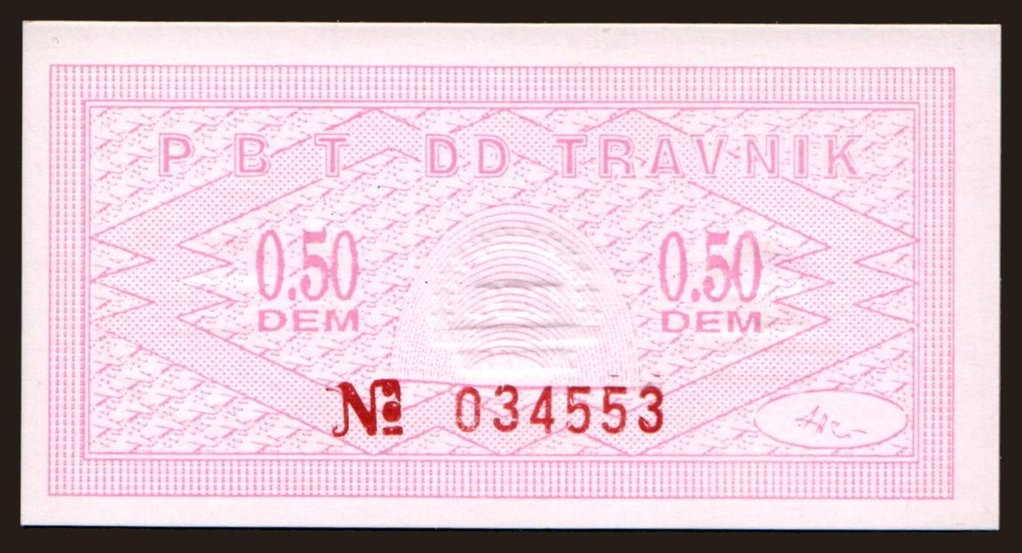 P B T DD TRAVNIK
0.50 0.50
DEM DEM
№ 034553